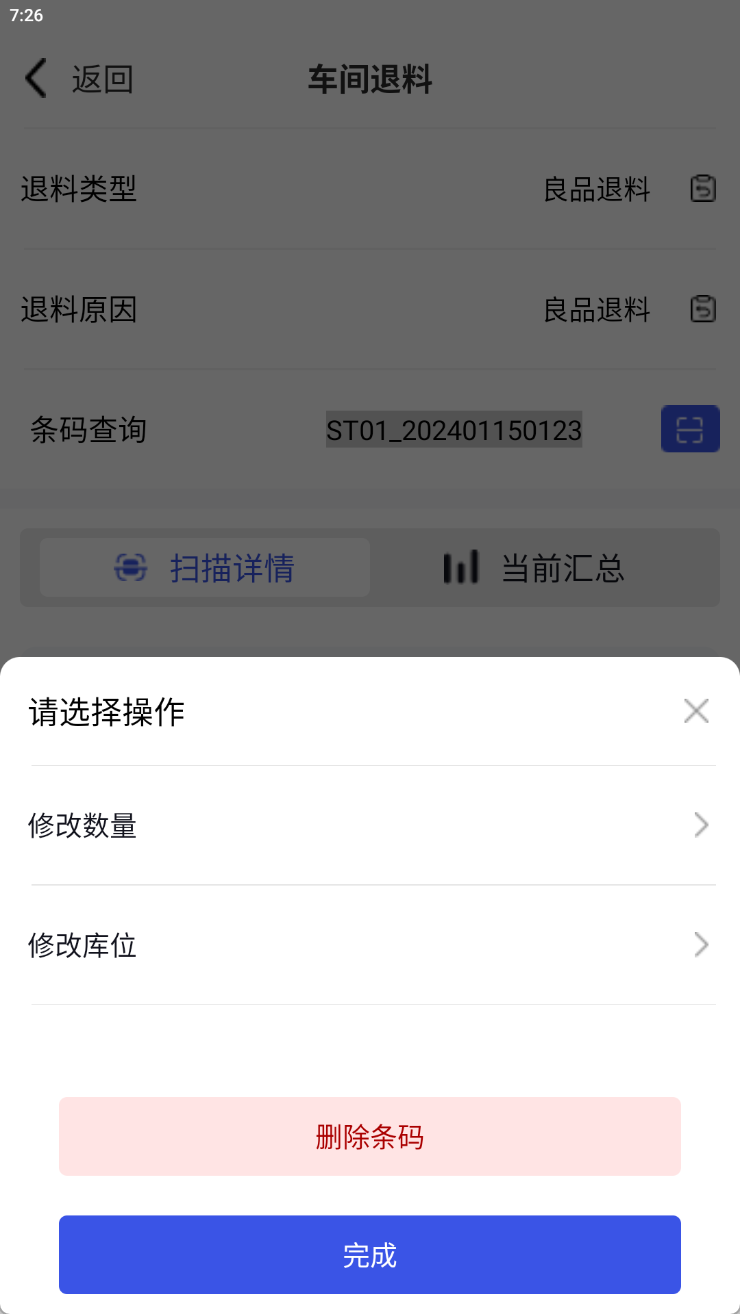 7:26
返回 车间退料
退料类型 良品退料
退料原因 良品退料
条码查询 ST01_202401150123
扫描详情 当前汇总
请选择操作
修改数量
修改库位
删除条码
完成